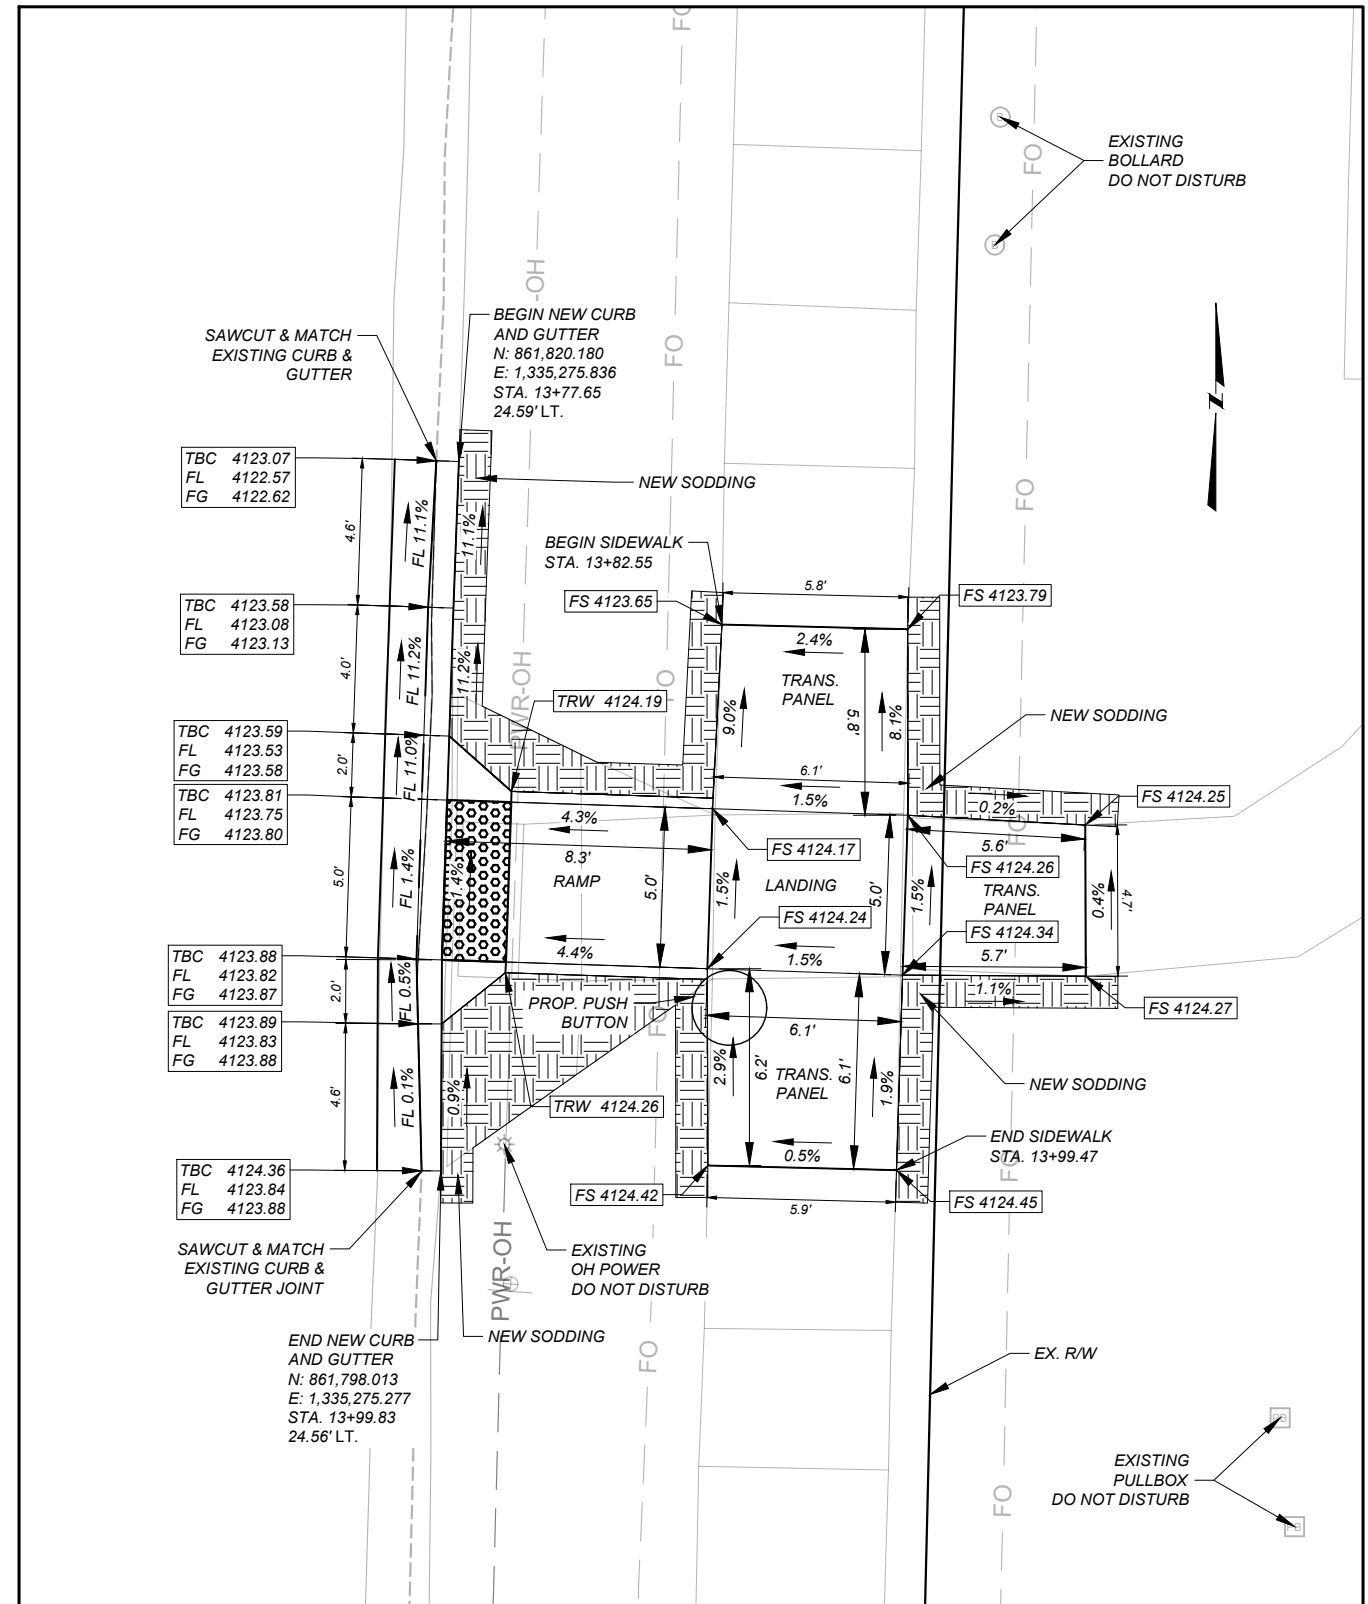 FO
FO
EXISTING
BOLLARD
DO NOT DISTURB
B
B
-OH
FO
SAWCUT & MATCH
EXISTING CURB &
GUTTER
BEGIN NEW CURB
AND GUTTER
N: 861,820.180
E: 1,335,275.836
STA. 13+77.65
24.59' LT.
N
TBC 4123.07
FL 4122.57
FG 4122.62
NEW SODDING
FO
4.6'
FL 11.1%
11.1%
BEGIN SIDEWALK
STA. 13+82.55
FS 4123.65
5.8'
FS 4123.79
TBC 4123.58
FL 4123.08
FG 4123.13
4.0'
FL 11.2%
11.2%
2.4%
TRANS.
PANEL
9.0%
5.8'
8.1%
PWR-OH
FO
TRW 4124.19
NEW SODDING
TBC 4123.59
FL 4123.53
FG 4123.58
2.0'
FL 11.0%
6.1'
1.5%
0.2%
FS 4124.25
TBC 4123.81
FL 4123.75
FG 4123.80
4.3%
8.3'
RAMP
5.0'
FS 4124.17
5.6'
FS 4124.26
FO
5.0'
FL 1.4%
1.4%
1.5%
LANDING
5.0'
1.5%
TRANS.
PANEL
0.4%
4.7'
FS 4124.24
FS 4124.34
4.4%
1.5%
5.7'
TBC 4123.88
FL 4123.82
FG 4123.87
2.0'
FL 0.5%
PROP. PUSH
BUTTON
FO
1.1%
FS 4124.27
TBC 4123.89
FL 4123.83
FG 4123.88
6.1'
2.9%
6.2'
TRANS.
PANEL
6.1'
1.9%
NEW SODDING
4.6'
FL 0.1%
0.9%
TRW 4124.26
END SIDEWALK
STA. 13+99.47
FO
TBC 4124.36
FL 4123.84
FG 4123.88
0.5%
FS 4124.42
5.9'
FS 4124.45
SAWCUT & MATCH
EXISTING CURB &
GUTTER JOINT
PWR-OH
EXISTING
OH POWER
DO NOT DISTURB
END NEW CURB
AND GUTTER
N: 861,798.013
E: 1,335,275.277
STA. 13+99.83
24.56' LT.
NEW SODDING
FO
EX. R/W
PB
EXISTING
PULLBOX
DO NOT DISTURB
FO
PB